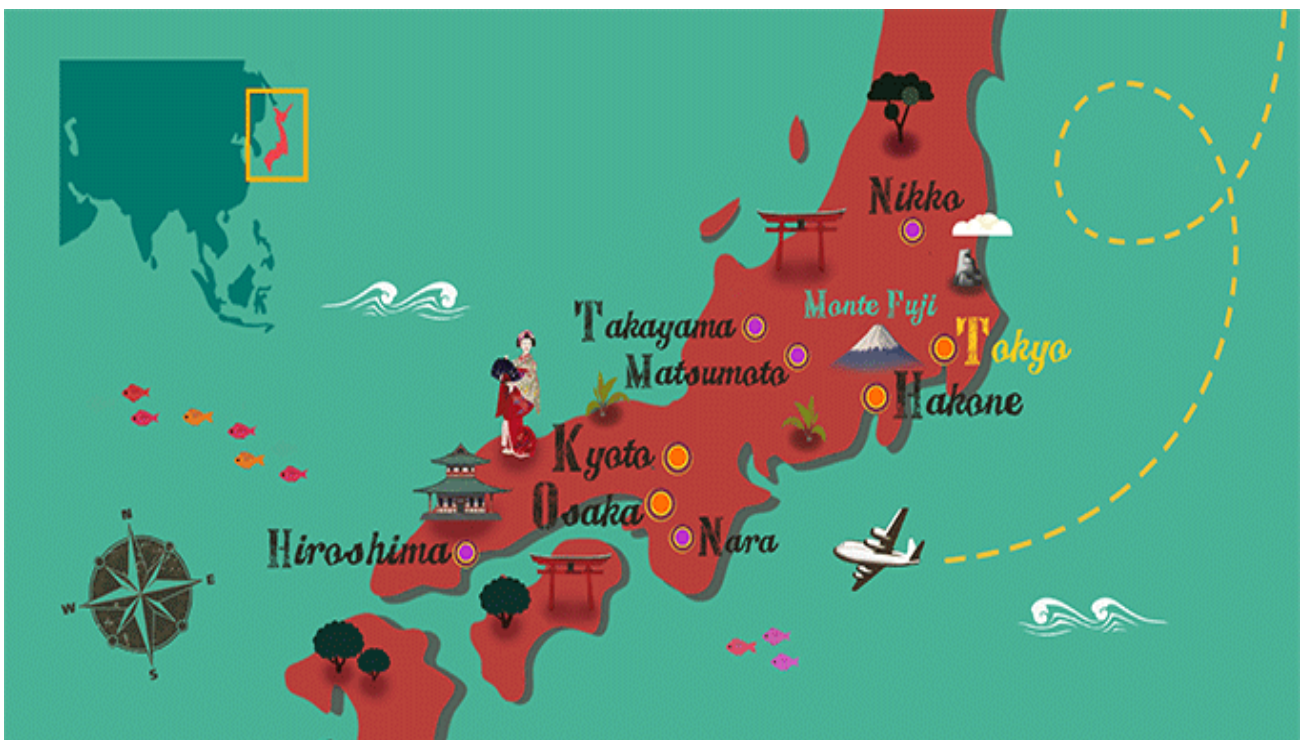 Nikko
Monte Fuji
Takayama
Tokyo
Matsumoto
Hakone
Kyoto
Osaka
Nara
Hiroshima
N
E
W
S